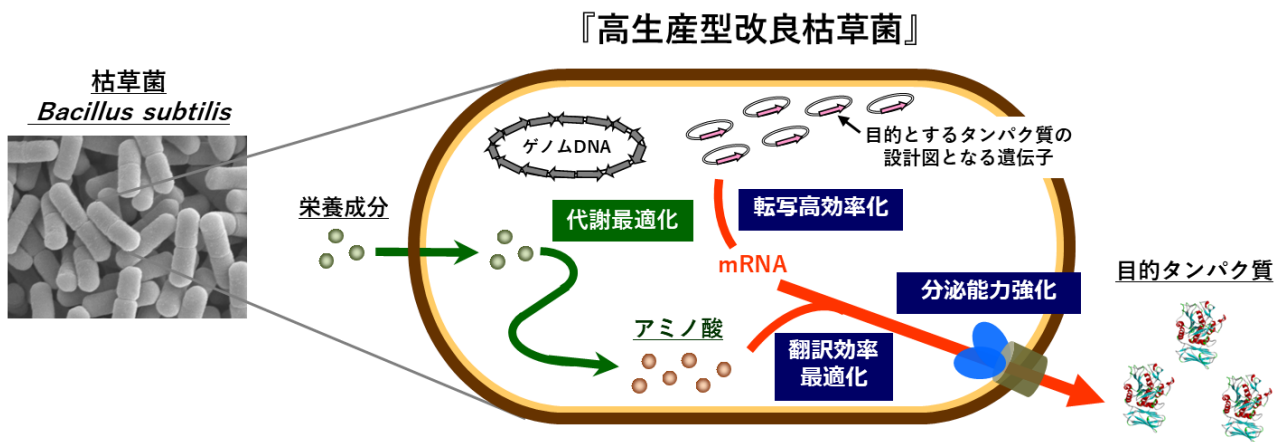 『高生産型改良枯草菌』
枯草菌
Bacillus subtilis
ゲノムDNA
目的とするタンパク質の
設計図となる遺伝子
栄養成分
代謝最適化
転写高効率化
mRNA
分泌能力強化
目的タンパク質
アミノ酸
翻訳効率
最適化